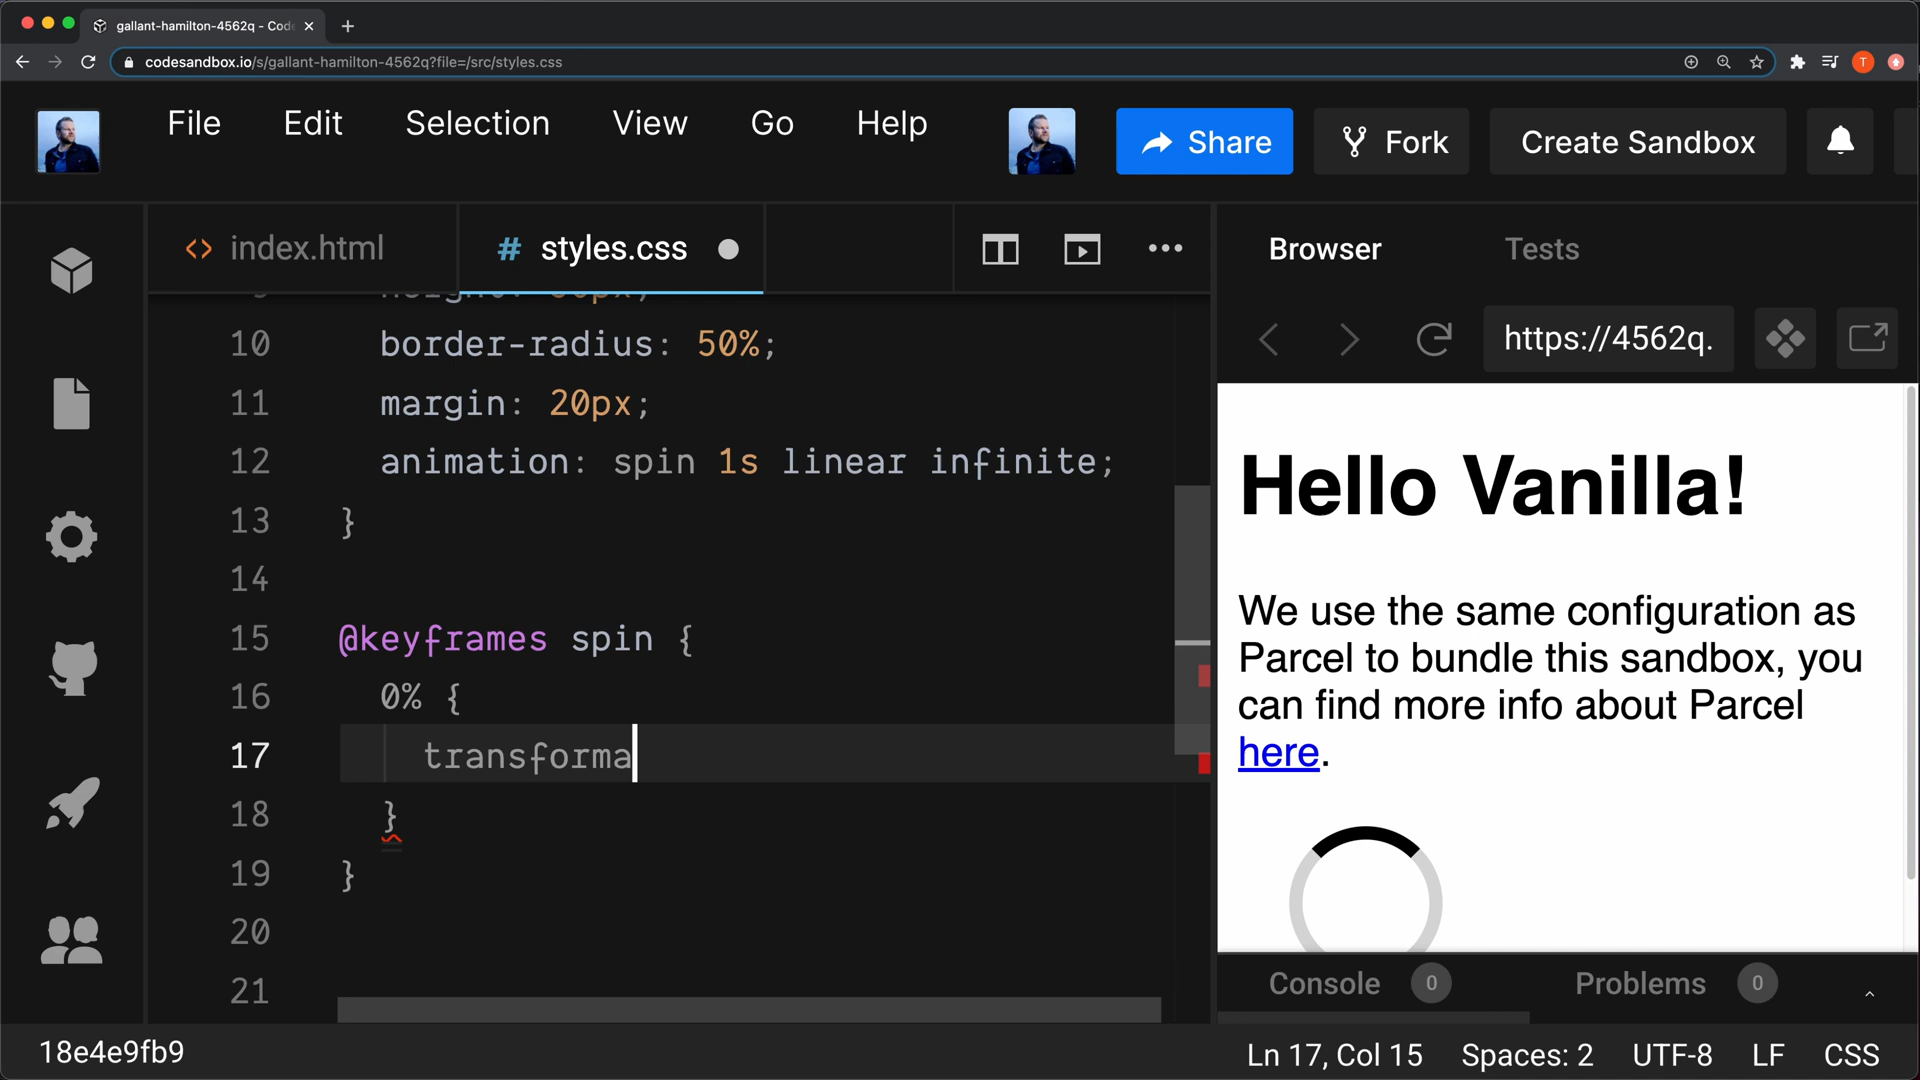 gallant-hamilton-4562q - Code
codesandbox.io/s/gallant-hamilton-4562q?file=/src/styles.css
T
File Edit Selection View Go Help
Share Fork Create Sandbox
<> index.html # styles.css
Browser Tests
https://4562q.
10 border-radius: 50%;
11 margin: 20px;
12 animation: spin 1s linear infinite;
13 }
14
15 @keyframes spin {
16 0% {
17 transforma
18 }
19 }
20
21
Hello Vanilla!
We use the same configuration as
Parcel to bundle this sandbox, you
can find more info about Parcel
here.
Console 0 Problems 0
18e4e9fb9
Ln 17, Col 15 Spaces: 2 UTF-8 LF CSS